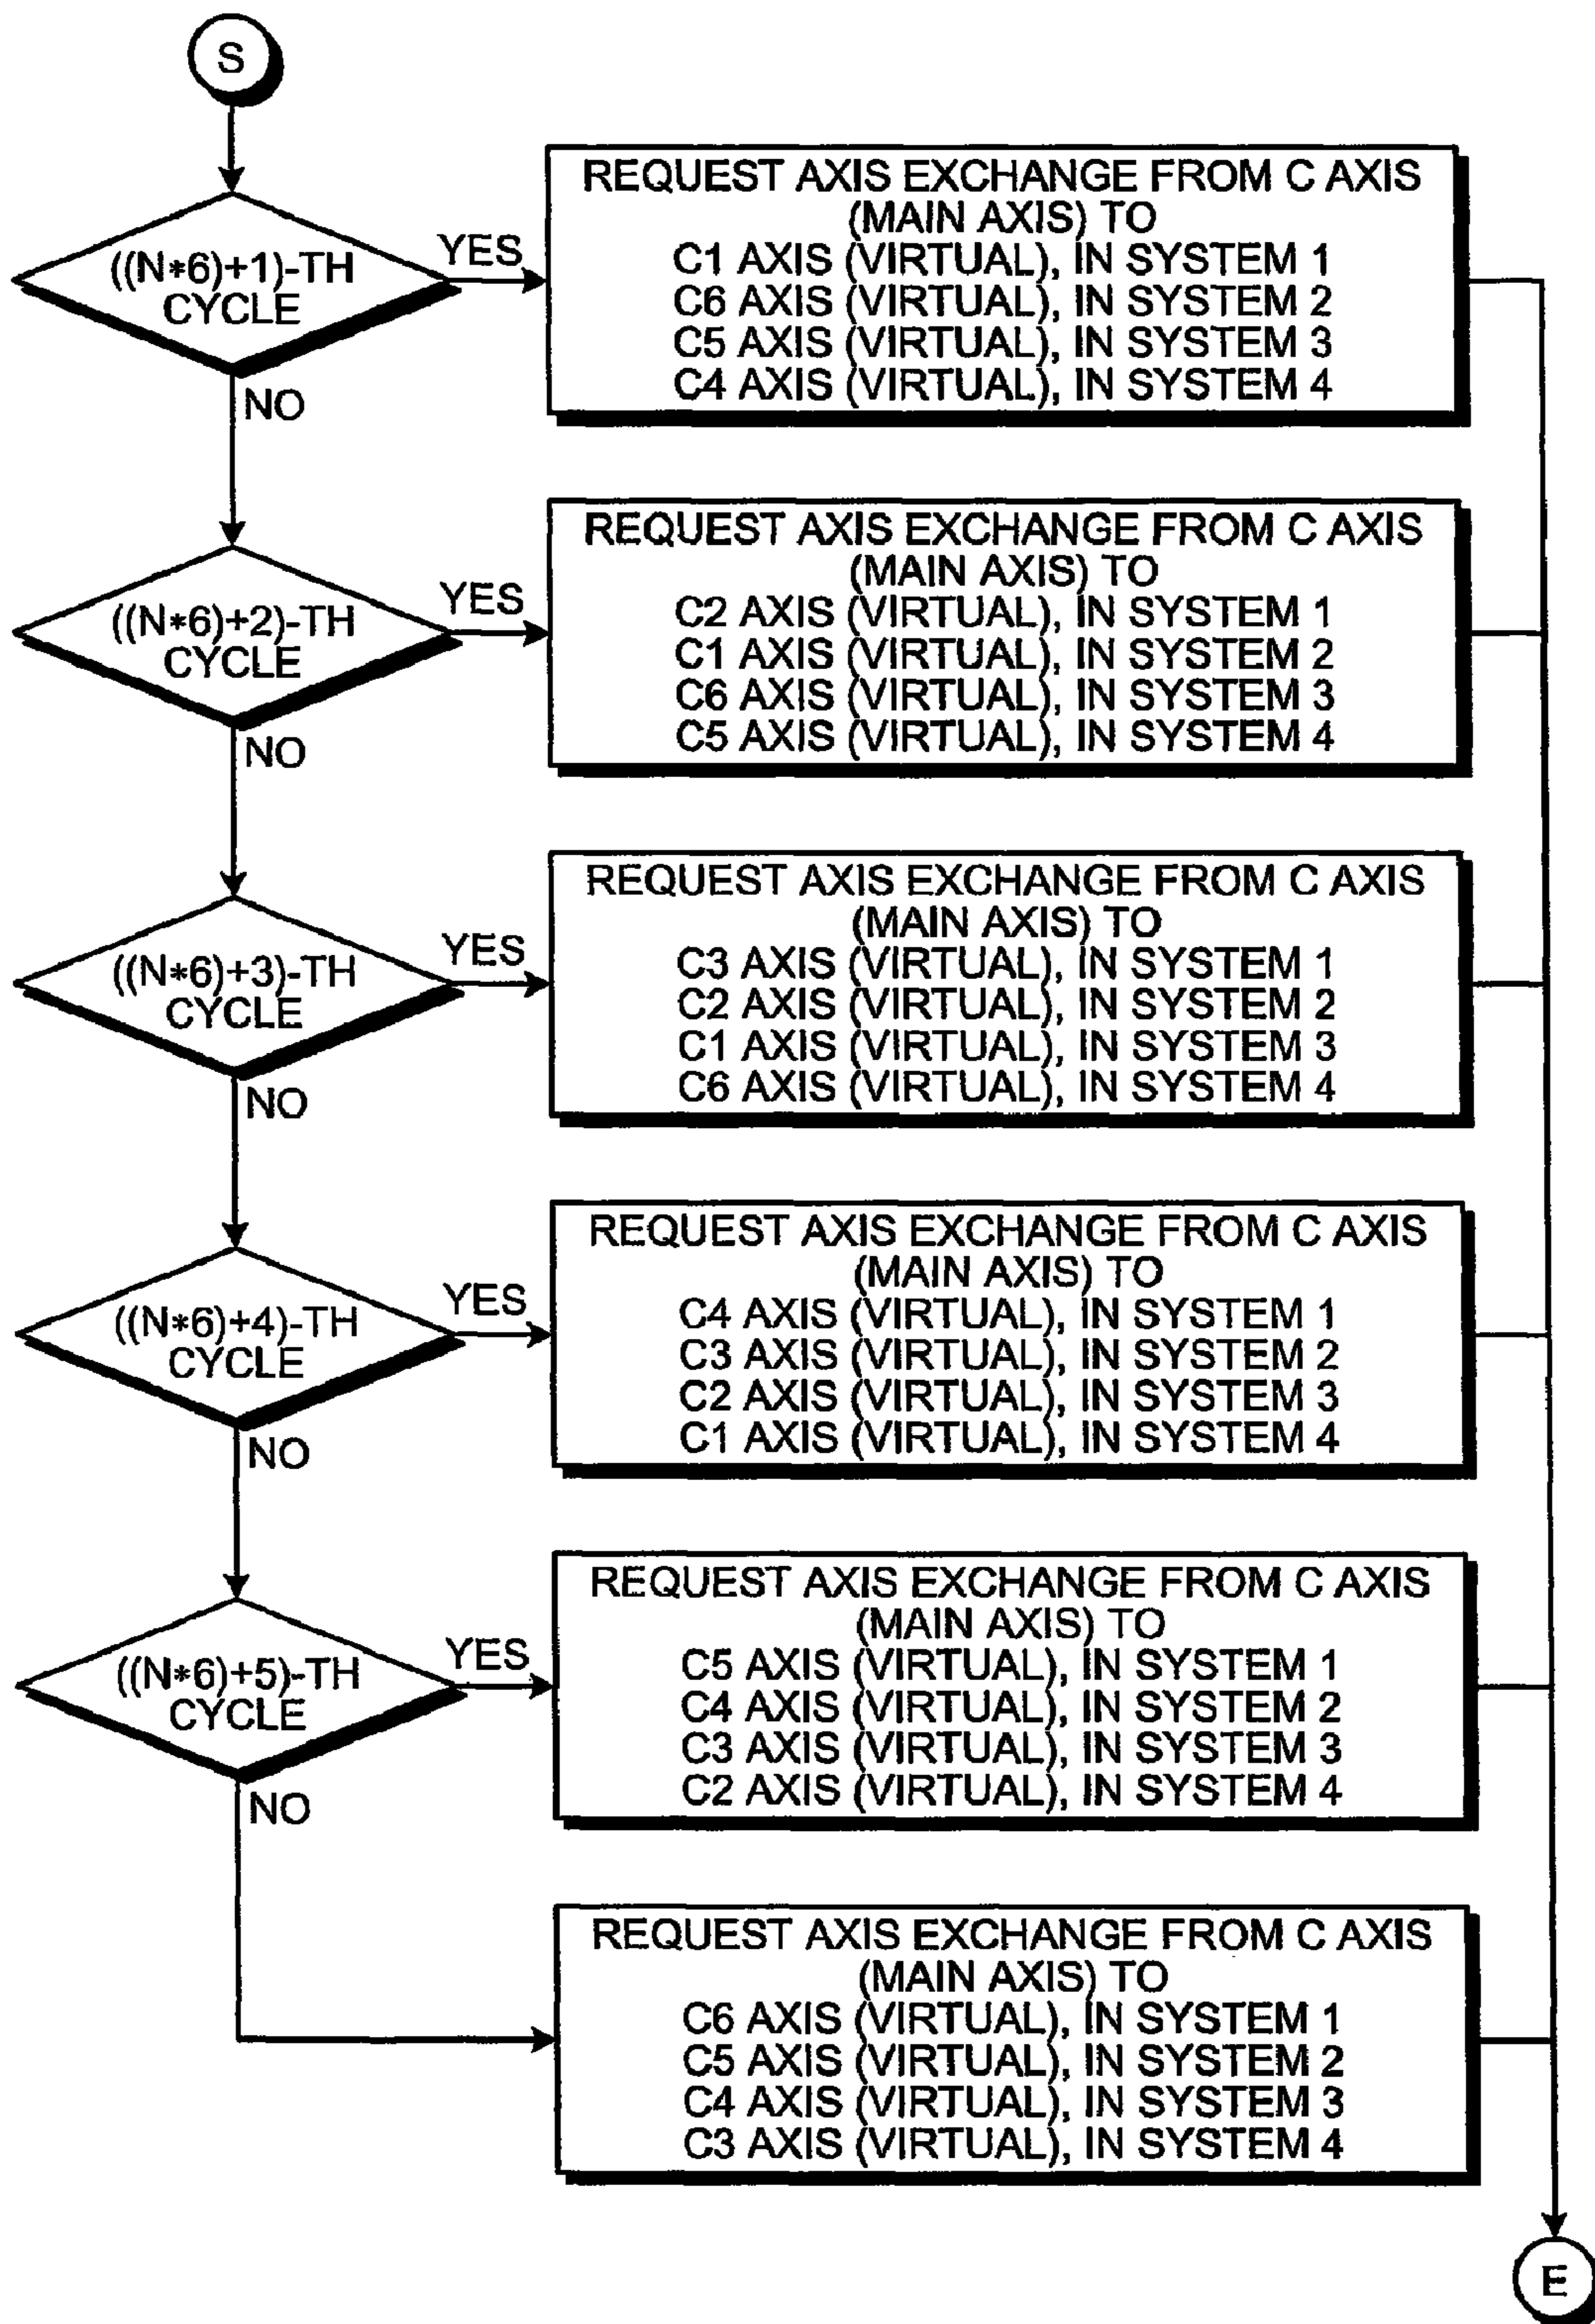 S
((N*6)+1)-TH
CYCLE
YES
NO
REQUEST AXIS EXCHANGE FROM C AXIS
(MAIN AXIS) TO
C1 AXIS (VIRTUAL), IN SYSTEM 1
C6 AXIS (VIRTUAL), IN SYSTEM 2
C5 AXIS (VIRTUAL), IN SYSTEM 3
C4 AXIS (VIRTUAL), IN SYSTEM 4
((N*6)+2)-TH
CYCLE
YES
NO
REQUEST AXIS EXCHANGE FROM C AXIS
(MAIN AXIS) TO
C2 AXIS (VIRTUAL), IN SYSTEM 1
C1 AXIS (VIRTUAL), IN SYSTEM 2
C6 AXIS (VIRTUAL), IN SYSTEM 3
C5 AXIS (VIRTUAL), IN SYSTEM 4
((N*6)+3)-TH
CYCLE
YES
NO
REQUEST AXIS EXCHANGE FROM C AXIS
(MAIN AXIS) TO
C3 AXIS (VIRTUAL), IN SYSTEM 1
C2 AXIS (VIRTUAL), IN SYSTEM 2
C1 AXIS (VIRTUAL), IN SYSTEM 3
C6 AXIS (VIRTUAL), IN SYSTEM 4
((N*6)+4)-TH
CYCLE
YES
NO
REQUEST AXIS EXCHANGE FROM C AXIS
(MAIN AXIS) TO
C4 AXIS (VIRTUAL), IN SYSTEM 1
C3 AXIS (VIRTUAL), IN SYSTEM 2
C2 AXIS (VIRTUAL), IN SYSTEM 3
C1 AXIS (VIRTUAL), IN SYSTEM 4
((N*6)+5)-TH
CYCLE
YES
NO
REQUEST AXIS EXCHANGE FROM C AXIS
(MAIN AXIS) TO
C5 AXIS (VIRTUAL), IN SYSTEM 1
C4 AXIS (VIRTUAL), IN SYSTEM 2
C3 AXIS (VIRTUAL), IN SYSTEM 3
C2 AXIS (VIRTUAL), IN SYSTEM 4
REQUEST AXIS EXCHANGE FROM C AXIS
(MAIN AXIS) TO
C6 AXIS (VIRTUAL), IN SYSTEM 1
C5 AXIS (VIRTUAL), IN SYSTEM 2
C4 AXIS (VIRTUAL), IN SYSTEM 3
C3 AXIS (VIRTUAL), IN SYSTEM 4
E